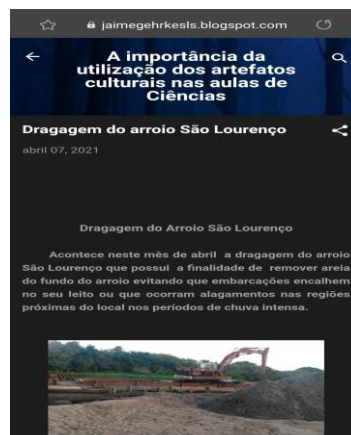 jaimegehrkesls.blogspot.com
A importância da
utilização dos artefatos
culturais nas aulas de
Ciências
Dragagem do arroio São Lourenço
abril 07, 2021
Dragagem do Arroio São Lourenço
Acontece neste mês de abril a dragagem do arroio
São Lourenço que possui a finalidade de remover areia
do fundo do arroio evitando que embarcações encalhem
no seu leito ou que ocorram alagamentos nas regiões
próximas do local nos períodos de chuva intensa.